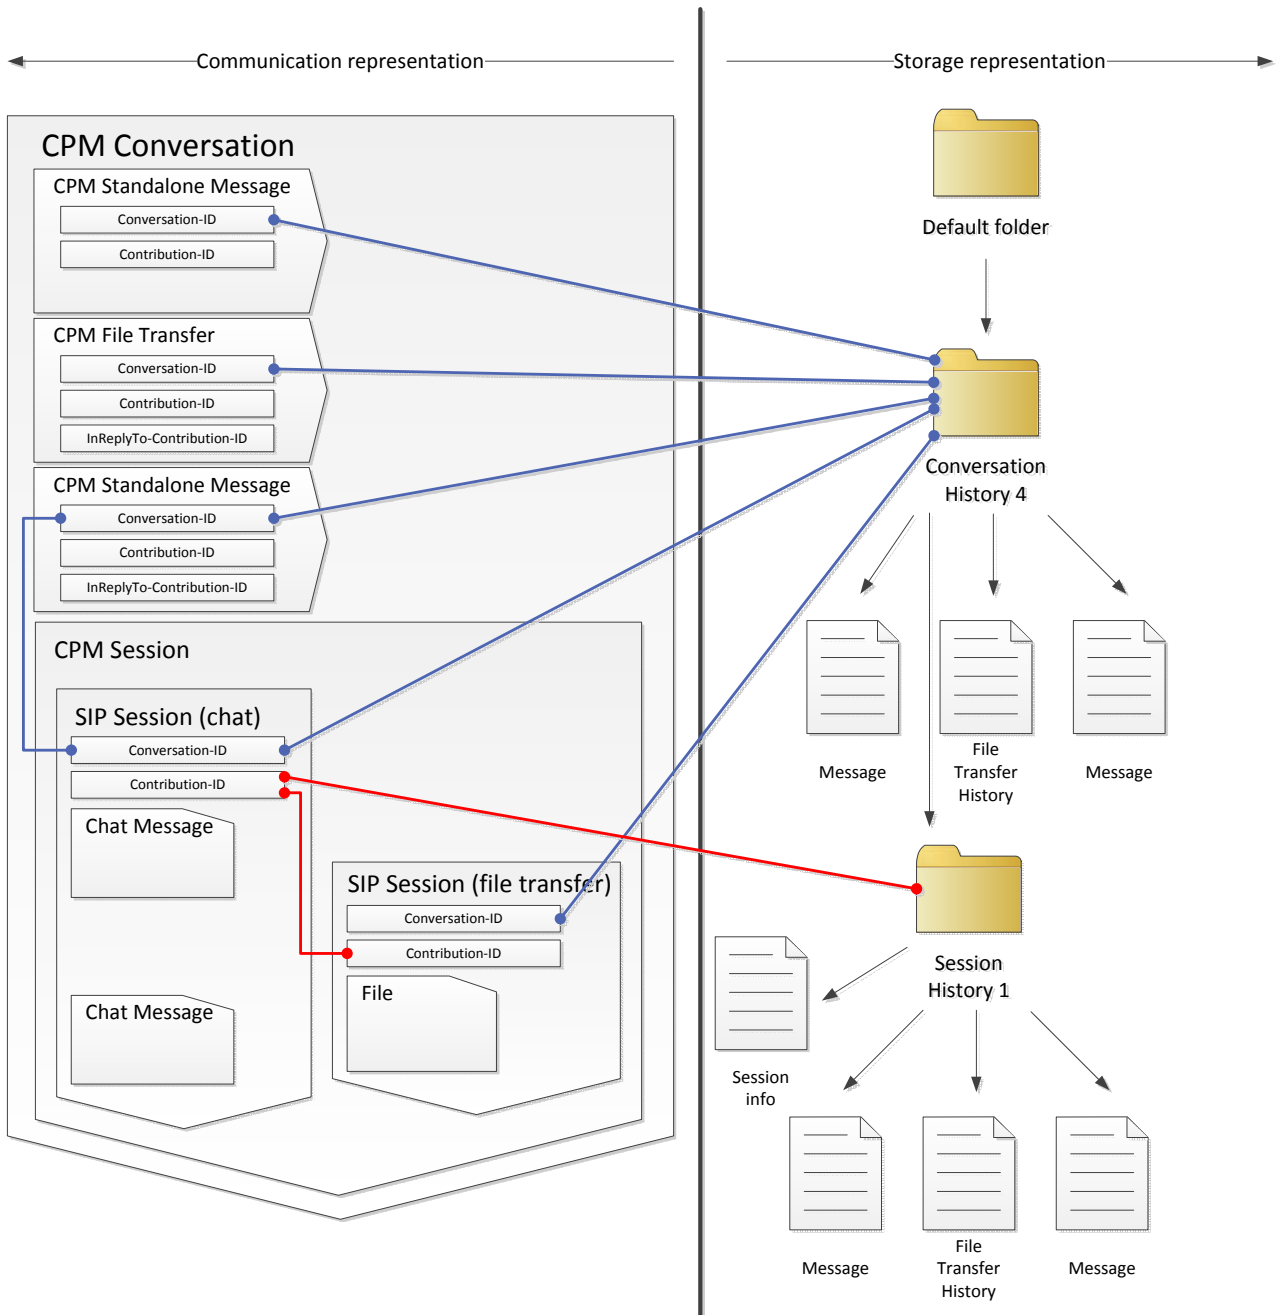 Communication representation
Storage representation
CPM Conversation
CPM Standalone Message
Conversation-ID
Contribution-ID
CPM File Transfer
Conversation-ID
Contribution-ID
InReplyTo-Contribution-ID
CPM Standalone Message
Conversation-ID
Contribution-ID
InReplyTo-Contribution-ID
CPM Session
SIP Session (chat)
Conversation-ID
Contribution-ID
Chat Message
Chat Message
SIP Session (file transfer)
Conversation-ID
Contribution-ID
File
Default folder
Conversation
History 4
Message
File
Transfer
History
Message
Session
History 1
Session
info
Message
File
Transfer
History
Message